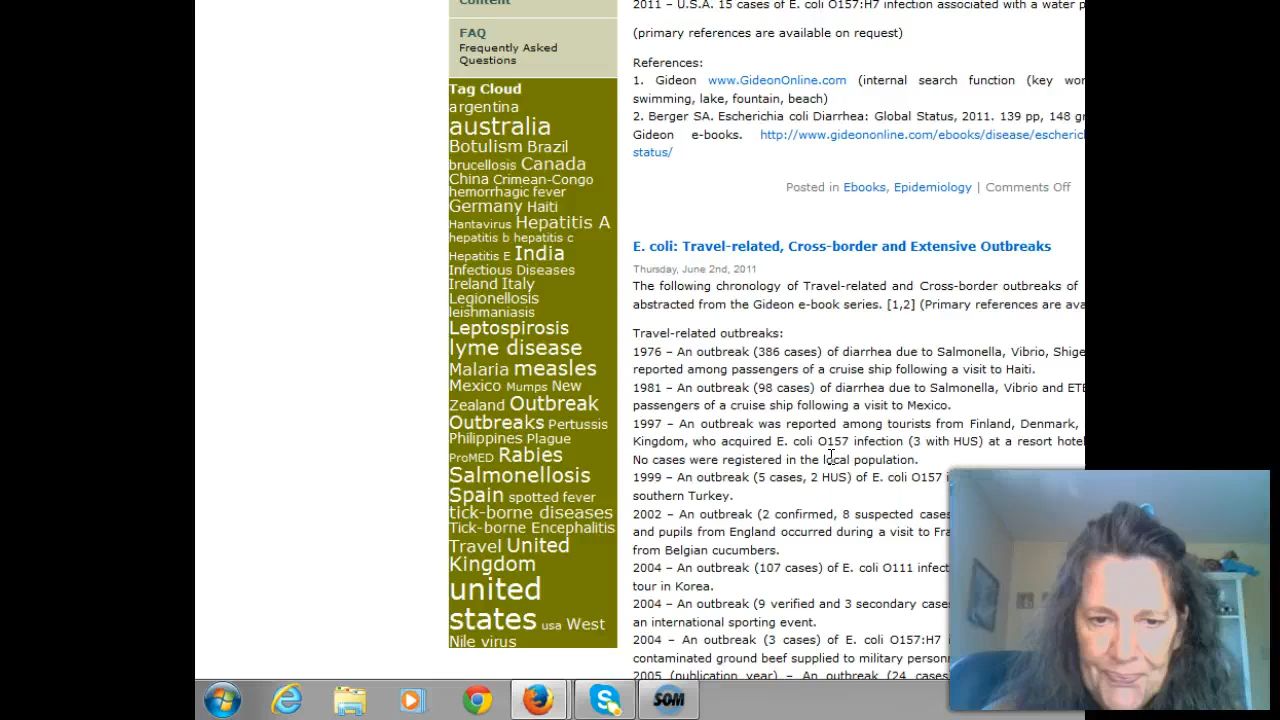 Content
FAQ
Frequently Asked
Questions
Tag Cloud
argentina
australia
Botulism Brazil
brucellosis Canada
China Crimean-Congo
hemorrhagic fever
Germany Haiti
Hantavirus Hepatitis A
hepatitis b hepatitis c
Hepatitis E India
Infectious Diseases
Ireland Italy
Legionellosis
leishmaniasis
Leptospirosis
lyme disease
Malaria measles
Mexico Mumps New
Zealand Outbreak
Outbreaks Pertussis
Philippines Plague
ProMED Rabies
Salmonellosis
Spain spotted fever
tick-borne diseases
Tick-borne Encephalitis
Travel United
Kingdom
united
states usa West
Nile virus
2011 – U.S.A. 15 cases of E. coli O157:H7 infection associated with a water p
(primary references are available on request)
References:
1. Gideon www.GideonOnline.com (internal search function (key wor
swimming, lake, fountain, beach)
2. Berger SA. Escherichia coli Diarrhea: Global Status, 2011. 139 pp, 148 gr
Gideon e-books. http://www.gideononline.com/ebooks/disease/escheric
status/
Posted in Ebooks, Epidemiology | Comments Off
E. coli: Travel-related, Cross-border and Extensive Outbreaks
Thursday, June 2nd, 2011
The following chronology of Travel-related and Cross-border outbreaks of
abstracted from the Gideon e-book series. [1,2] (Primary references are ava
Travel-related outbreaks:
1976 – An outbreak (386 cases) of diarrhea due to Salmonella, Vibrio, Shige
reported among passengers of a cruise ship following a visit to Haiti.
1981 – An outbreak (98 cases) of diarrhea due to Salmonella, Vibrio and ETE
passengers of a cruise ship following a visit to Mexico.
1997 – An outbreak was reported among tourists from Finland, Denmark,
Kingdom, who acquired E. coli O157 infection (3 with HUS) at a resort hotel
No cases were registered in the local population.
1999 – An outbreak (5 cases, 2 HUS) of E. coli O157 i
southern Turkey.
2002 – An outbreak (2 confirmed, 8 suspected cases
and pupils from England occurred during a visit to Fra
from Belgian cucumbers.
2004 – An outbreak (107 cases) of E. coli O111 infect
tour in Korea.
2004 – An outbreak (9 verified and 3 secondary case
an international sporting event.
2004 – An outbreak (3 cases) of E. coli O157:H7 i
contaminated ground beef supplied to military personn
2005 (publication year) – An outbreak (24 cases
SOM